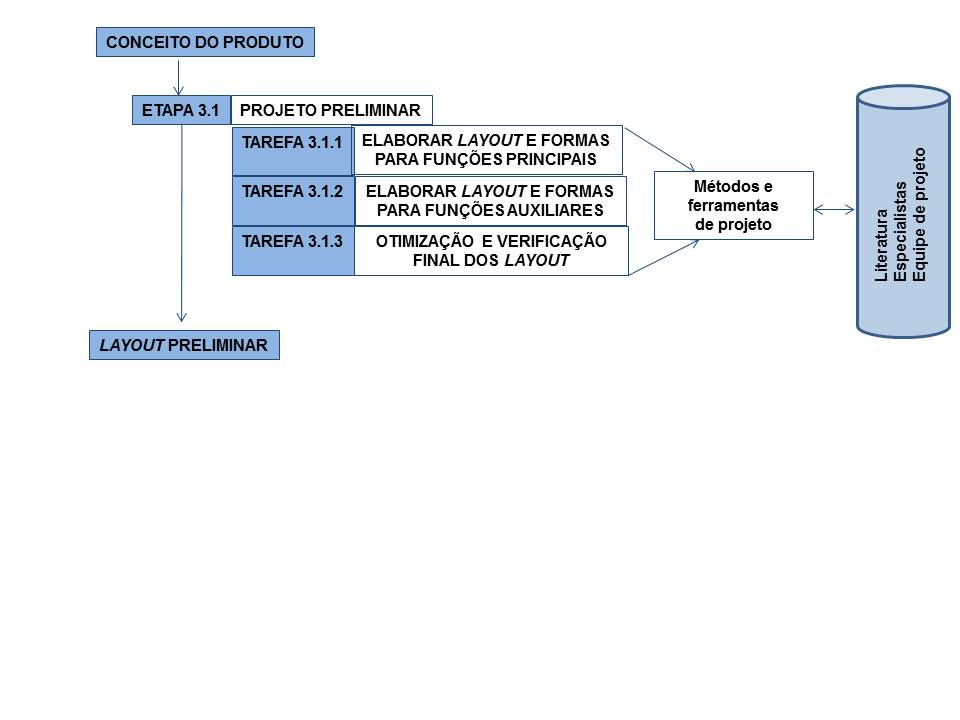 CONCEITO DO PRODUTO
ETAPA 3.1
PROJETO PRELIMINAR
TAREFA 3.1.1
ELABORAR LAYOUT E FORMAS
PARA FUNÇÕES PRINCIPAIS
TAREFA 3.1.2
ELABORAR LAYOUT E FORMAS
PARA FUNÇÕES AUXILIARES
TAREFA 3.1.3
OTIMIZAÇÃO E VERIFICAÇÃO
FINAL DOS LAYOUT
Métodos e
ferramentas
de projeto
Literatura
Especialistas
Equipe de projeto
LAYOUT PRELIMINAR